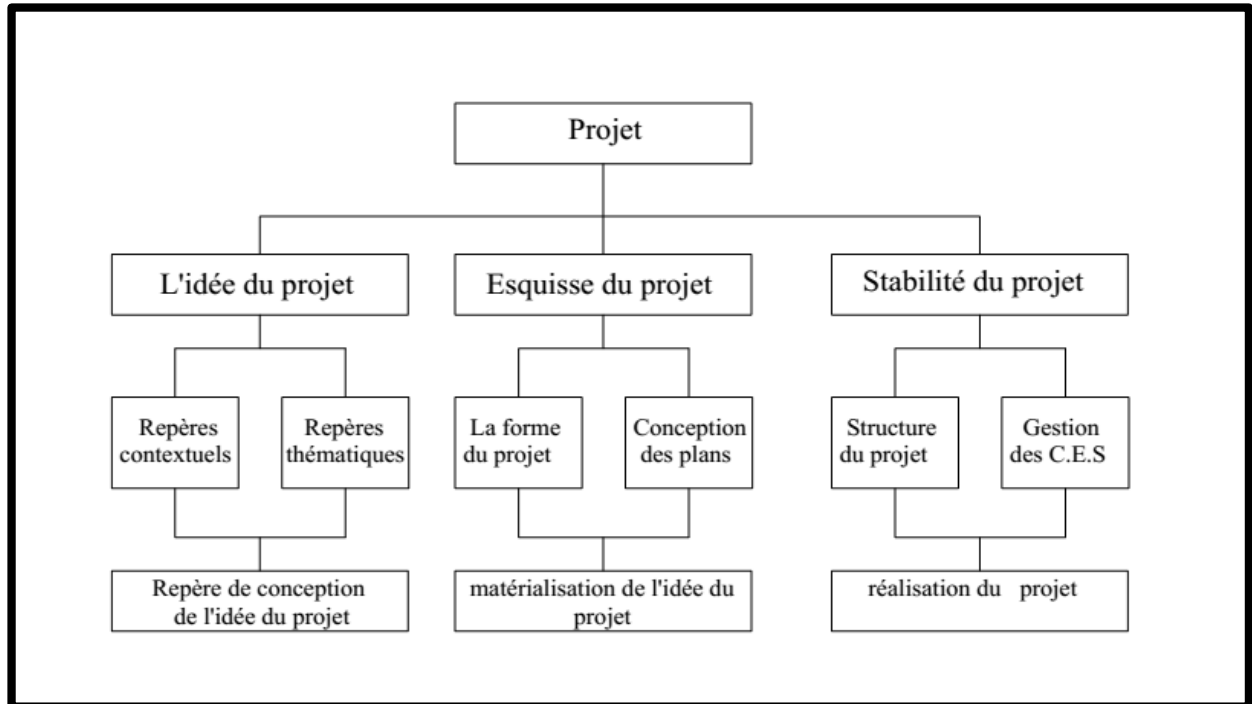 Projet
L'idée du projet
Esquisse du projet
Stabilité du projet
Repères
contextuels
Repères
thématiques
La forme
du projet
Conception
des plans
Structure
du projet
Gestion
des C.E.S
Repère de conception
de l'idée du projet
matérialisation de l'idée du
projet
réalisation du projet